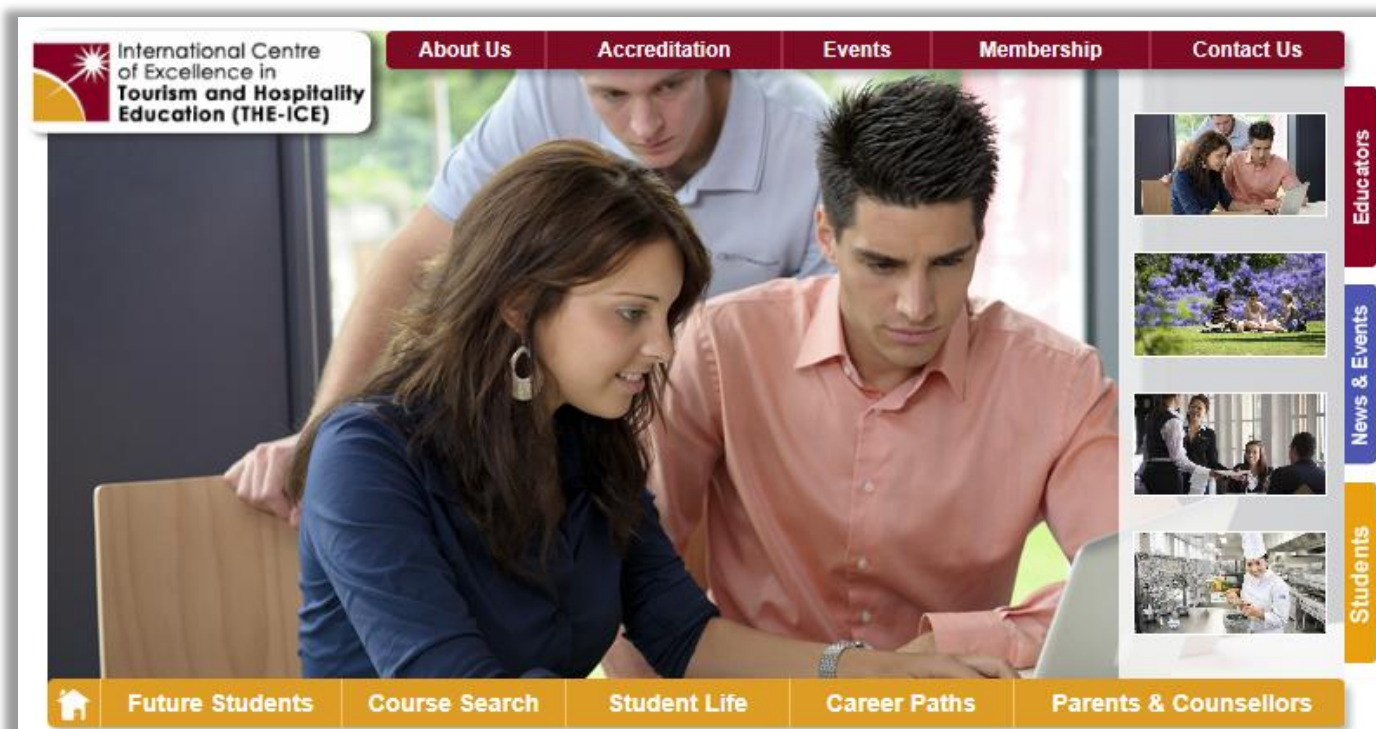 International Centre
of Excellence in
Tourism and Hospitality
Education (THE-ICE)
About Us
Accreditation
Events
Membership
Contact Us
Educators
News & Events
Students
Future Students
Course Search
Student Life
Career Paths
Parents & Counsellors